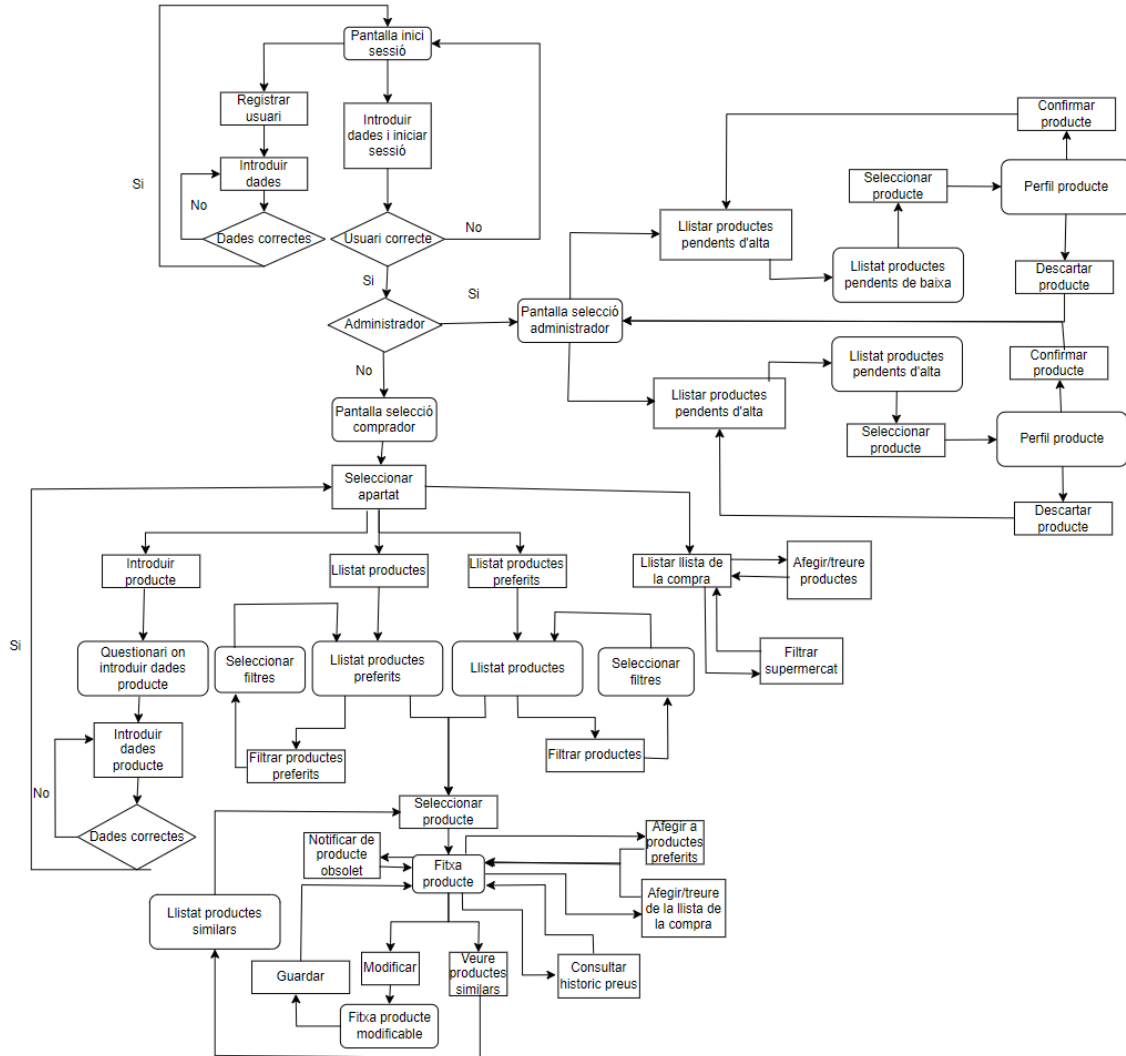 Pantalla inici
sessió
Registrar
usuari
Introduir
dades i iniciar
sessió
Confirmar
producte
Si
Introduir
dades
No
Seleccionar
producte
Perfil producte
Dades correctes
Usuari correcte
No
Llistar productes
pendents d'alta
Llistat productes
pendents de baixa
Descartar
producte
Si
Si
Administrador
Pantalla selecció
administrador
No
Llistat productes
pendents d'alta
Confirmar
producte
Llistar productes
pendents d'alta
Pantalla selecció
comprador
Seleccionar
producte
Perfil producte
Seleccionar
apartat
Descartar
producte
Introduir
producte
Llistat productes
Llistat productes
preferits
Llistar llista de
la compra
Afegir/treure
productes
Si
Questionari on
introduir dades
producte
Seleccionar
filtres
Llistat productes
preferits
Llistat productes
Seleccionar
filtres
Filtrar
supermercat
Introduir
dades
producte
Filtrar productes
preferits
Filtrar productes
No
Dades correctes
Seleccionar
producte
Notificar de
producte
obsolet
Fitxa
producte
Afegir a
productes
preferits
Llistat productes
similars
Afegir/treure
de la llista de
la compra
Guardar
Modificar
Veure
productes
similars
Consultar
historic preus
Fitxa producte
modificable